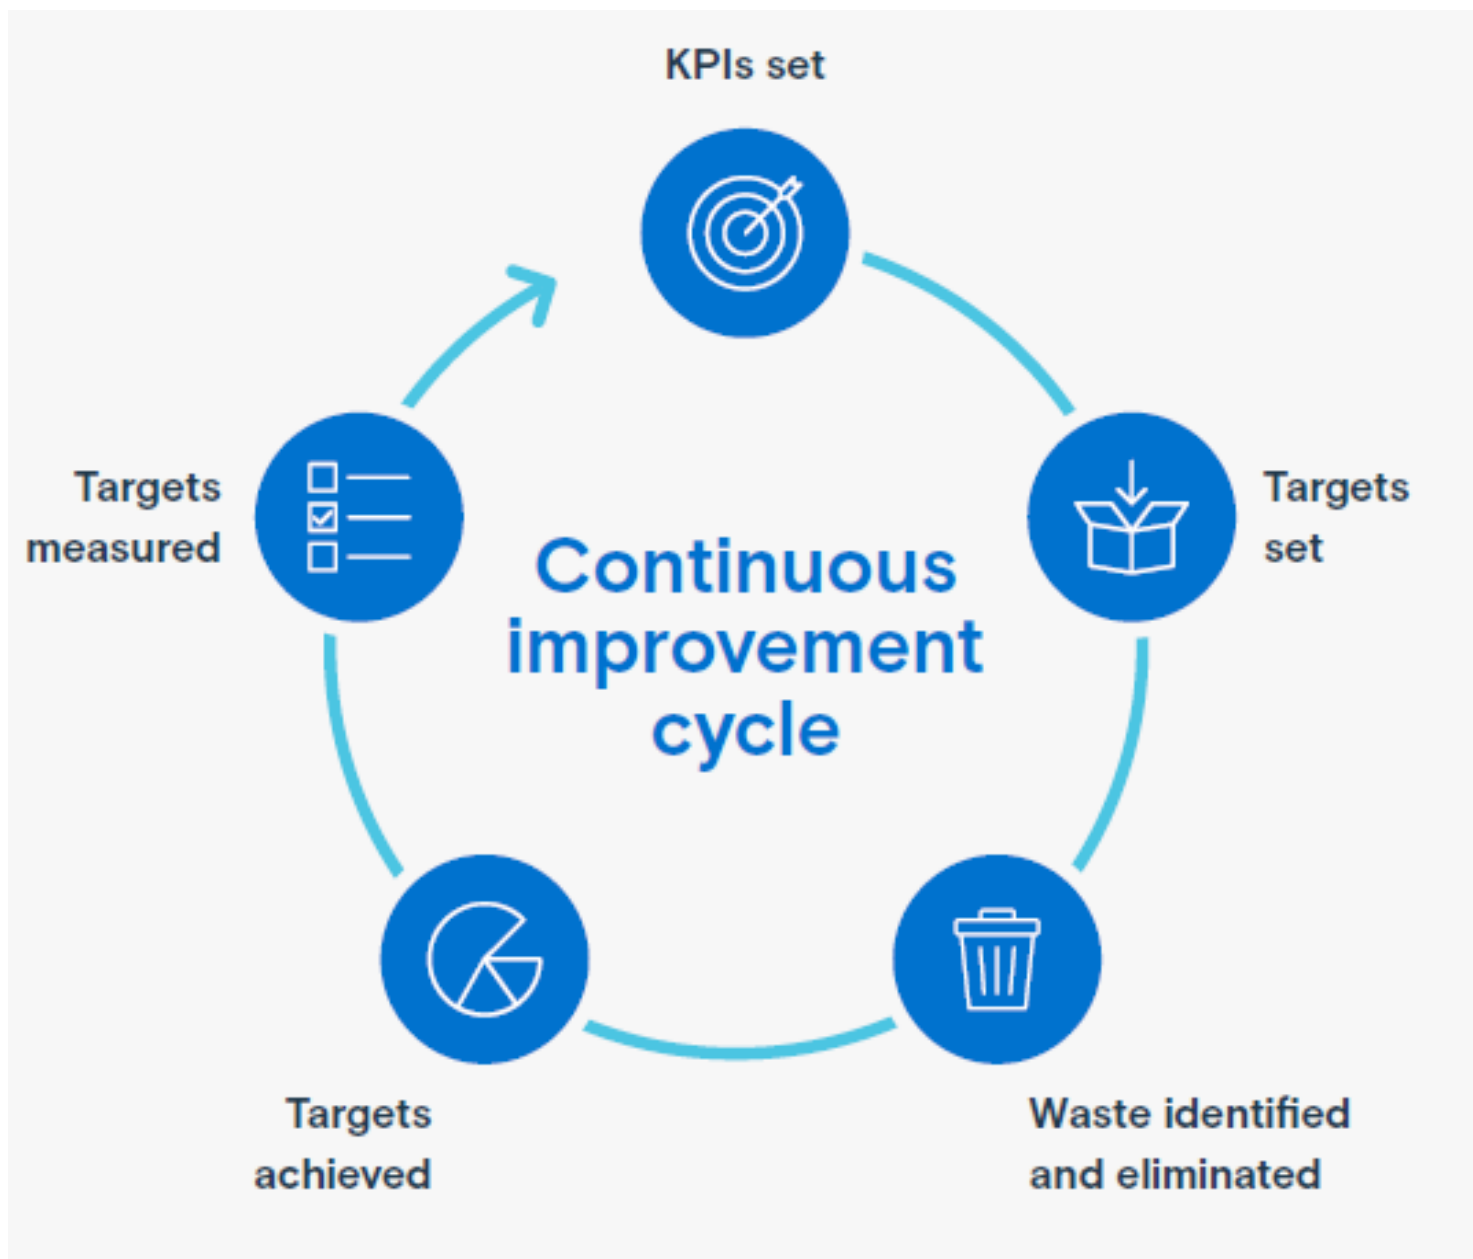 KPIs set
Targets
set
Waste identified
and eliminated
Targets
achieved
Targets
measured
Continuous
improvement
cycle